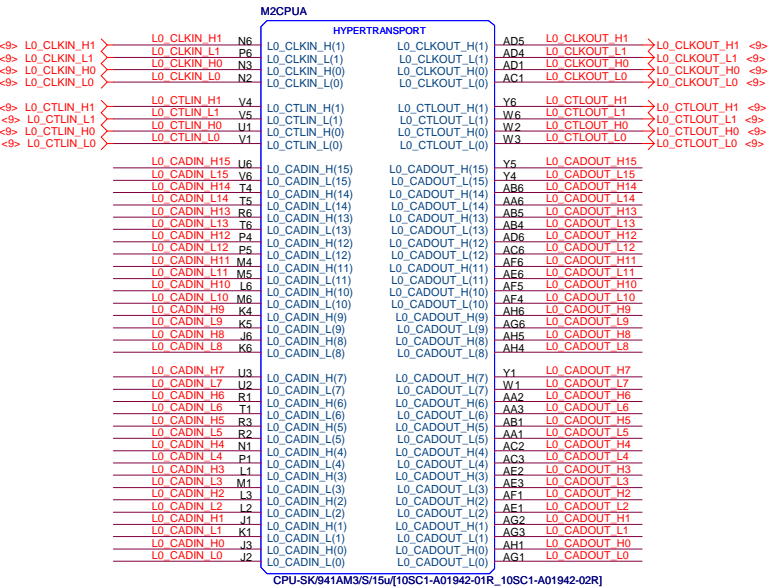 M2CPUA
HYPERTRANSPORT
<9> L0_CLKIN_H1 L0_CLKIN_H1 N6 L0_CLKIN_H(1) L0_CLKOUT_H(1) AD5 L0_CLKOUT_H1 L0_CLKOUT_H1 <9>
<9> L0_CLKIN_L1 L0_CLKIN_L1 P6 L0_CLKIN_L(1) L0_CLKOUT_L(1) AD4 L0_CLKOUT_L1 L0_CLKOUT_L1 <9>
<9> L0_CLKIN_H0 L0_CLKIN_H0 N3 L0_CLKIN_H(0) L0_CLKOUT_H(0) AD1 L0_CLKOUT_H0 L0_CLKOUT_H0 <9>
<9> L0_CLKIN_L0 L0_CLKIN_L0 N2 L0_CLKIN_L(0) L0_CLKOUT_L(0) AC1 L0_CLKOUT_L0 L0_CLKOUT_L0 <9>
<9> L0_CTLIN_H1 L0_CTLIN_H1 V4 L0_CTLIN_H(1) L0_CTLOUT_H(1) Y6 L0_CTLOUT_H1 L0_CTLOUT_H1 <9>
<9> L0_CTLIN_L1 L0_CTLIN_L1 V5 L0_CTLIN_L(1) L0_CTLOUT_L(1) W6 L0_CTLOUT_L1 L0_CTLOUT_L1 <9>
<9> L0_CTLIN_H0 L0_CTLIN_H0 U1 L0_CTLIN_H(0) L0_CTLOUT_H(0) W2 L0_CTLOUT_H0 L0_CTLOUT_H0 <9>
<9> L0_CTLIN_L0 L0_CTLIN_L0 V1 L0_CTLIN_L(0) L0_CTLOUT_L(0) W3 L0_CTLOUT_L0 L0_CTLOUT_L0 <9>
L0_CADIN_H15 U6 L0_CADIN_H(15) L0_CADOUT_H(15) Y5 L0_CADOUT_H15
L0_CADIN_L15 V6 L0_CADIN_L(15) L0_CADOUT_L(15) Y4 L0_CADOUT_L15
L0_CADIN_H14 T4 L0_CADIN_H(14) L0_CADOUT_H(14) AB6 L0_CADOUT_H14
L0_CADIN_L14 T5 L0_CADIN_L(14) L0_CADOUT_L(14) AA6 L0_CADOUT_L14
L0_CADIN_H13 R6 L0_CADIN_H(13) L0_CADOUT_H(13) AB5 L0_CADOUT_H13
L0_CADIN_L13 T6 L0_CADIN_L(13) L0_CADOUT_L(13) AB4 L0_CADOUT_L13
L0_CADIN_H12 P4 L0_CADIN_H(12) L0_CADOUT_H(12) AD6 L0_CADOUT_H12
L0_CADIN_L12 P5 L0_CADIN_L(12) L0_CADOUT_L(12) AC6 L0_CADOUT_L12
L0_CADIN_H11 M4 L0_CADIN_H(11) L0_CADOUT_H(11) AF6 L0_CADOUT_H11
L0_CADIN_L11 M5 L0_CADIN_L(11) L0_CADOUT_L(11) AE6 L0_CADOUT_L11
L0_CADIN_H10 L6 L0_CADIN_H(10) L0_CADOUT_H(10) AF5 L0_CADOUT_H10
L0_CADIN_L10 M6 L0_CADIN_L(10) L0_CADOUT_L(10) AF4 L0_CADOUT_L10
L0_CADIN_H9 K4 L0_CADIN_H(9) L0_CADOUT_H(9) AH6 L0_CADOUT_H9
L0_CADIN_L9 K5 L0_CADIN_L(9) L0_CADOUT_L(9) AG6 L0_CADOUT_L9
L0_CADIN_H8 J6 L0_CADIN_H(8) L0_CADOUT_H(8) AH5 L0_CADOUT_H8
L0_CADIN_L8 K6 L0_CADIN_L(8) L0_CADOUT_L(8) AH4 L0_CADOUT_L8
L0_CADIN_H7 U3 L0_CADIN_H(7) L0_CADOUT_H(7) Y1 L0_CADOUT_H7
L0_CADIN_L7 U2 L0_CADIN_L(7) L0_CADOUT_L(7) W1 L0_CADOUT_L7
L0_CADIN_H6 R1 L0_CADIN_H(6) L0_CADOUT_H(6) AA2 L0_CADOUT_H6
L0_CADIN_L6 T1 L0_CADIN_L(6) L0_CADOUT_L(6) AA3 L0_CADOUT_L6
L0_CADIN_H5 R3 L0_CADIN_H(5) L0_CADOUT_H(5) AB1 L0_CADOUT_H5
L0_CADIN_L5 R2 L0_CADIN_L(5) L0_CADOUT_L(5) AA1 L0_CADOUT_L5
L0_CADIN_H4 N1 L0_CADIN_H(4) L0_CADOUT_H(4) AC2 L0_CADOUT_H4
L0_CADIN_L4 P1 L0_CADIN_L(4) L0_CADOUT_L(4) AC3 L0_CADOUT_L4
L0_CADIN_H3 L1 L0_CADIN_H(3) L0_CADOUT_H(3) AE2 L0_CADOUT_H3
L0_CADIN_L3 M1 L0_CADIN_L(3) L0_CADOUT_L(3) AE3 L0_CADOUT_L3
L0_CADIN_H2 L3 L0_CADIN_H(2) L0_CADOUT_H(2) AF1 L0_CADOUT_H2
L0_CADIN_L2 L2 L0_CADIN_L(2) L0_CADOUT_L(2) AE1 L0_CADOUT_L2
L0_CADIN_H1 J1 L0_CADIN_H(1) L0_CADOUT_H(1) AG2 L0_CADOUT_H1
L0_CADIN_L1 K1 L0_CADIN_L(1) L0_CADOUT_L(1) AG3 L0_CADOUT_L1
L0_CADIN_H0 J3 L0_CADIN_H(0) L0_CADOUT_H(0) AH1 L0_CADOUT_H0
L0_CADIN_L0 J2 L0_CADIN_L(0) L0_CADOUT_L(0) AG1 L0_CADOUT_L0
CPU-SK/941AM3/S/15u/[10SC1-A01942-01R_10SC1-A01942-02R]